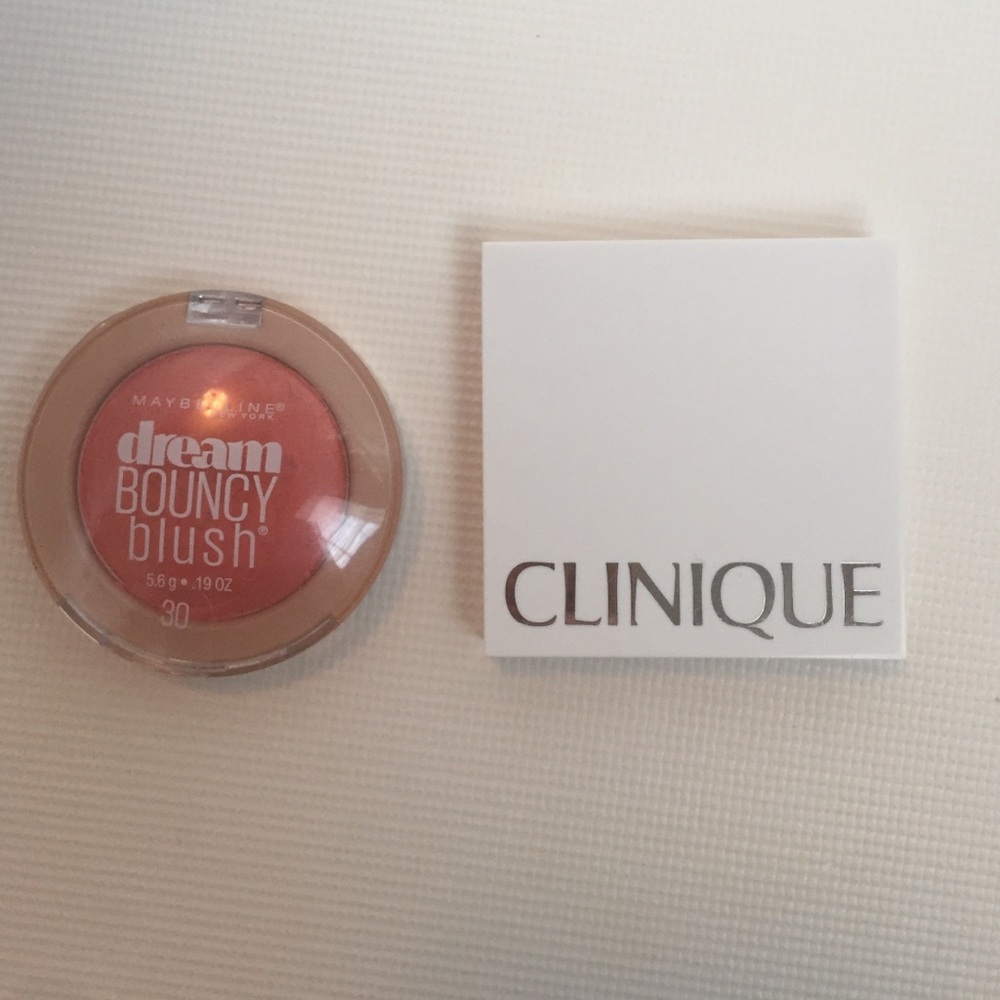 MAYBELLINE®
NEW YORK
dream
BOUNCY
blush®
5.6 g • .19 OZ
30
CLINIQUE